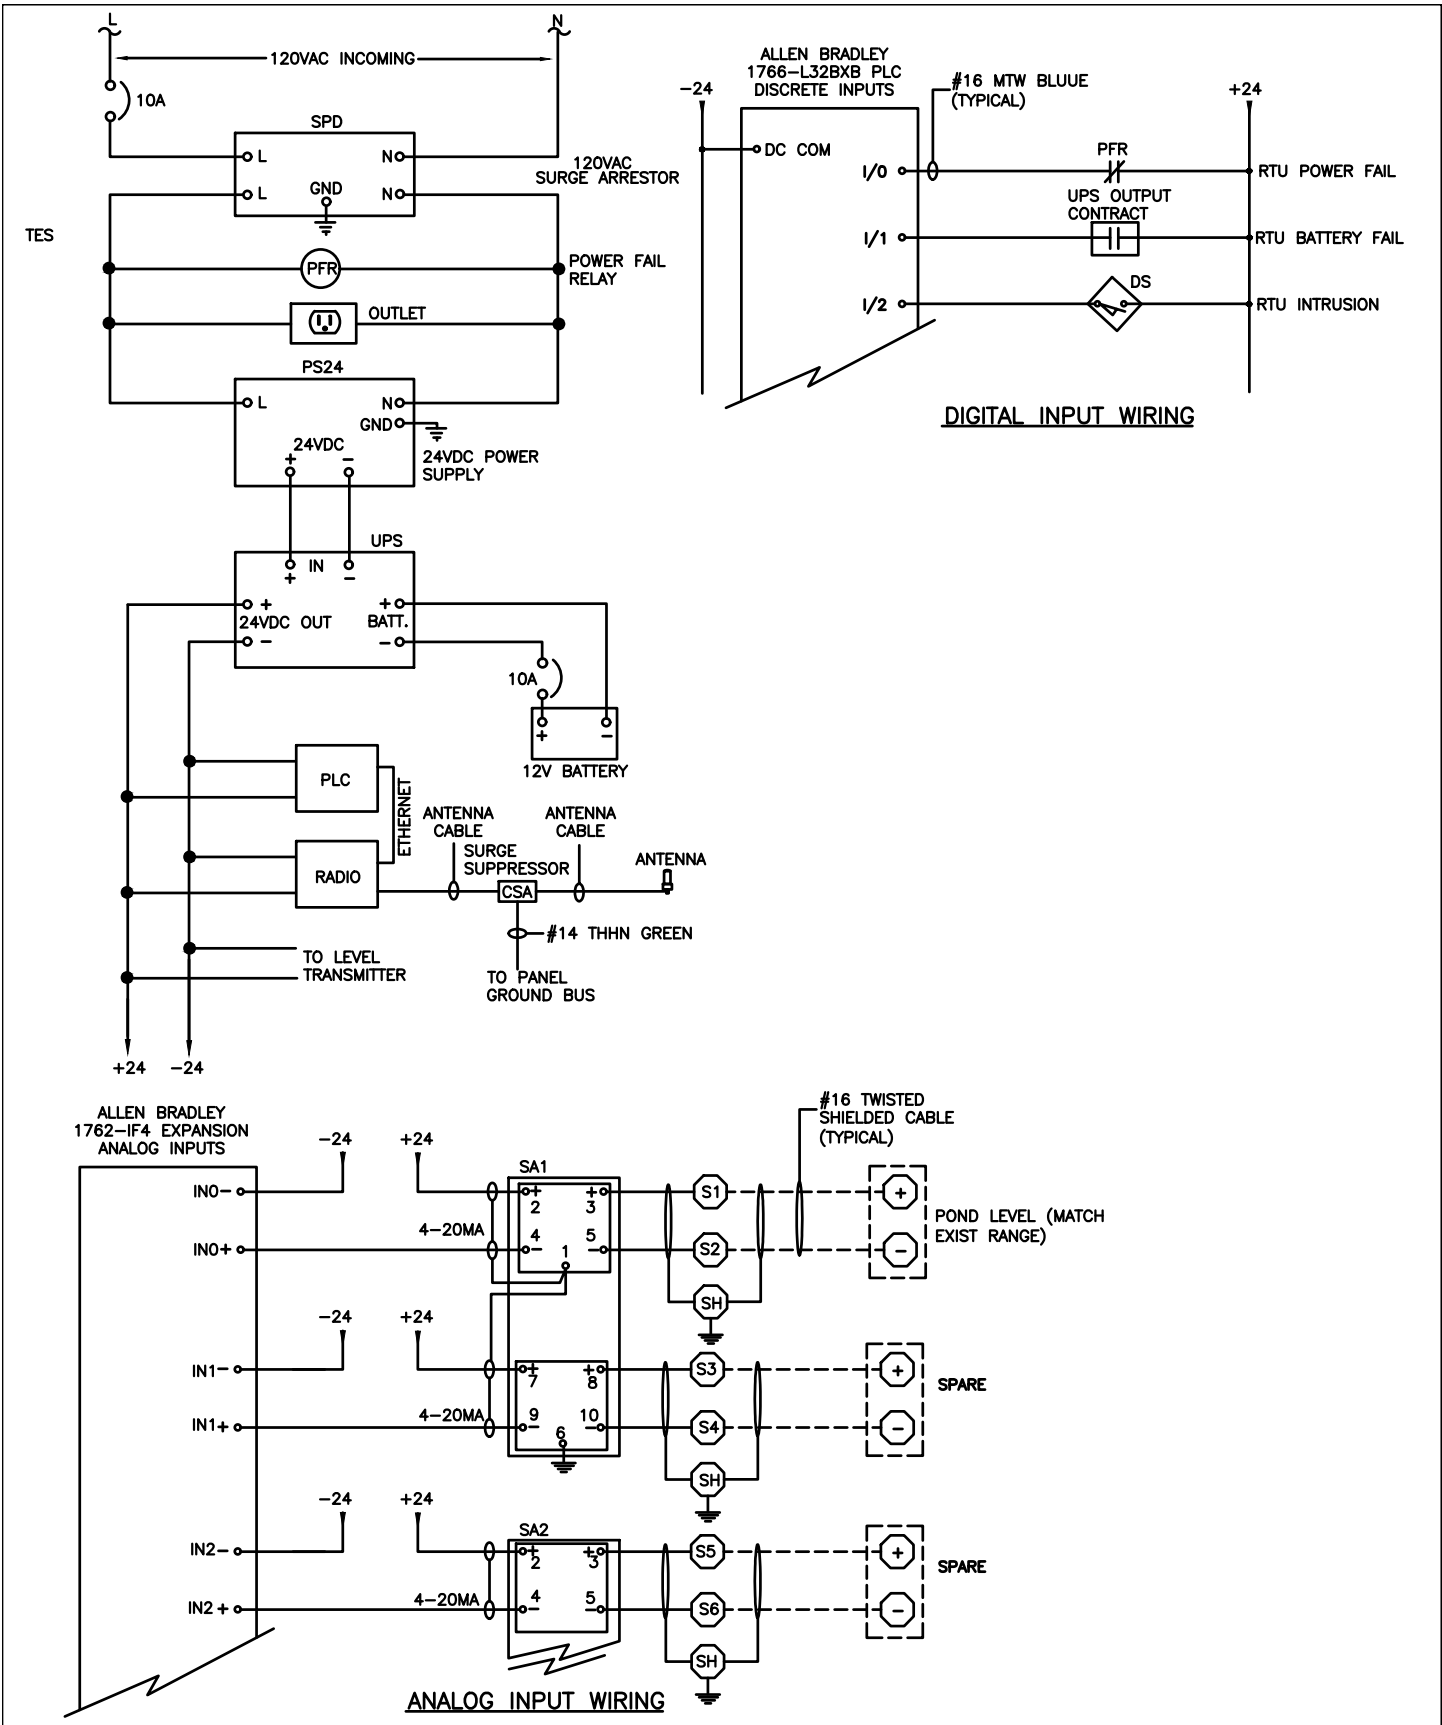 L
N
120VAC INCOMING
10A
SPD
L
N
120VAC
SURGE ARRESTOR
L
GND
N
TES
PFR
POWER FAIL
RELAY
OUTLET
PS24
L
N
GND
24VDC
+ −
24VDC POWER
SUPPLY
UPS
IN
+ −
+
24VDC OUT
−
+
BATT.
−
10A
+ −
12V BATTERY
PLC
ETHERNET
RADIO
ANTENNA
CABLE
SURGE
SUPPRESSOR
CSA
ANTENNA
CABLE
ANTENNA
#14 THHN GREEN
TO PANEL
GROUND BUS
TO LEVEL
TRANSMITTER
+24 −24
ALLEN BRADLEY
1766−L32BXB PLC
DISCRETE INPUTS
−24
#16 MTW BLUUE
(TYPICAL)
+24
DC COM
I/0
PFR
RTU POWER FAIL
UPS OUTPUT
CONTRACT
I/1
RTU BATTERY FAIL
DS
I/2
RTU INTRUSION
DIGITAL INPUT WIRING
ALLEN BRADLEY
1762−IF4 EXPANSION
ANALOG INPUTS
−24 +24
#16 TWISTED
SHIELDED CABLE
(TYPICAL)
SA1
IN0−
+ +
2 3
S1
+
4−20MA
POND LEVEL (MATCH
EXIST RANGE)
IN0+
4 5
− −
1
S2
−
SH
−24 +24
IN1−
+ +
7 8
S3
+
SPARE
4−20MA
IN1+
9 10
− −
6
S4
−
SH
−24 +24
SA2
IN2−
+ +
2 3
S5
+
SPARE
4−20MA
IN2+
4 5
− −
S6
−
SH
ANALOG INPUT WIRING